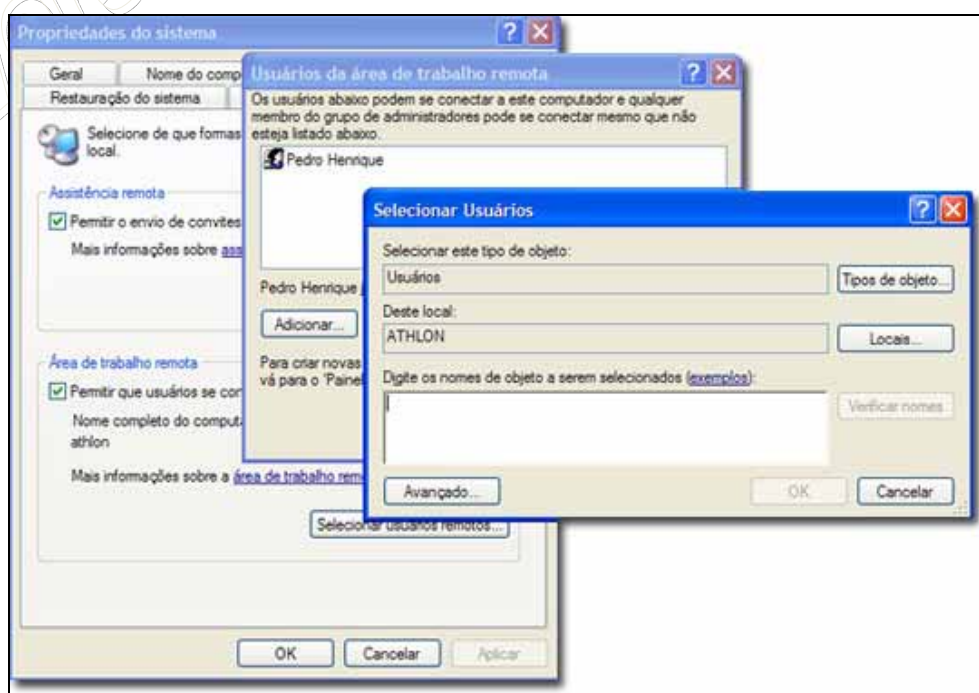 Propriedades do sistema
Geral
Nome do comp
Restauração do sistema
Selecione de que formas
local.
Assistência remota
Permitir o envio de convites
Mais informações sobre ass
Área de trabalho remota
Permitir que usuários se con
Nome completo do computa
athlon
Mais informações sobre a área de trabalho rem
Selecionar usuários remotos...
OK
Cancelar
Aplicar
Usuários da área de trabalho remota
Os usuários abaixo podem se conectar a este computador e qualquer
membro do grupo de administradores pode se conectar mesmo que não
esteja listado abaixo.
Pedro Henrique
Pedro Henrique
Adicionar...
Para criar novas
vá para o 'Painel
Selecionar Usuários
Selecionar este tipo de objeto:
Usuários
Tipos de objeto...
Deste local:
ATHLON
Locais...
Digite os nomes de objeto a serem selecionados (exemplos):
Verificar nomes
Avançado...
OK
Cancelar